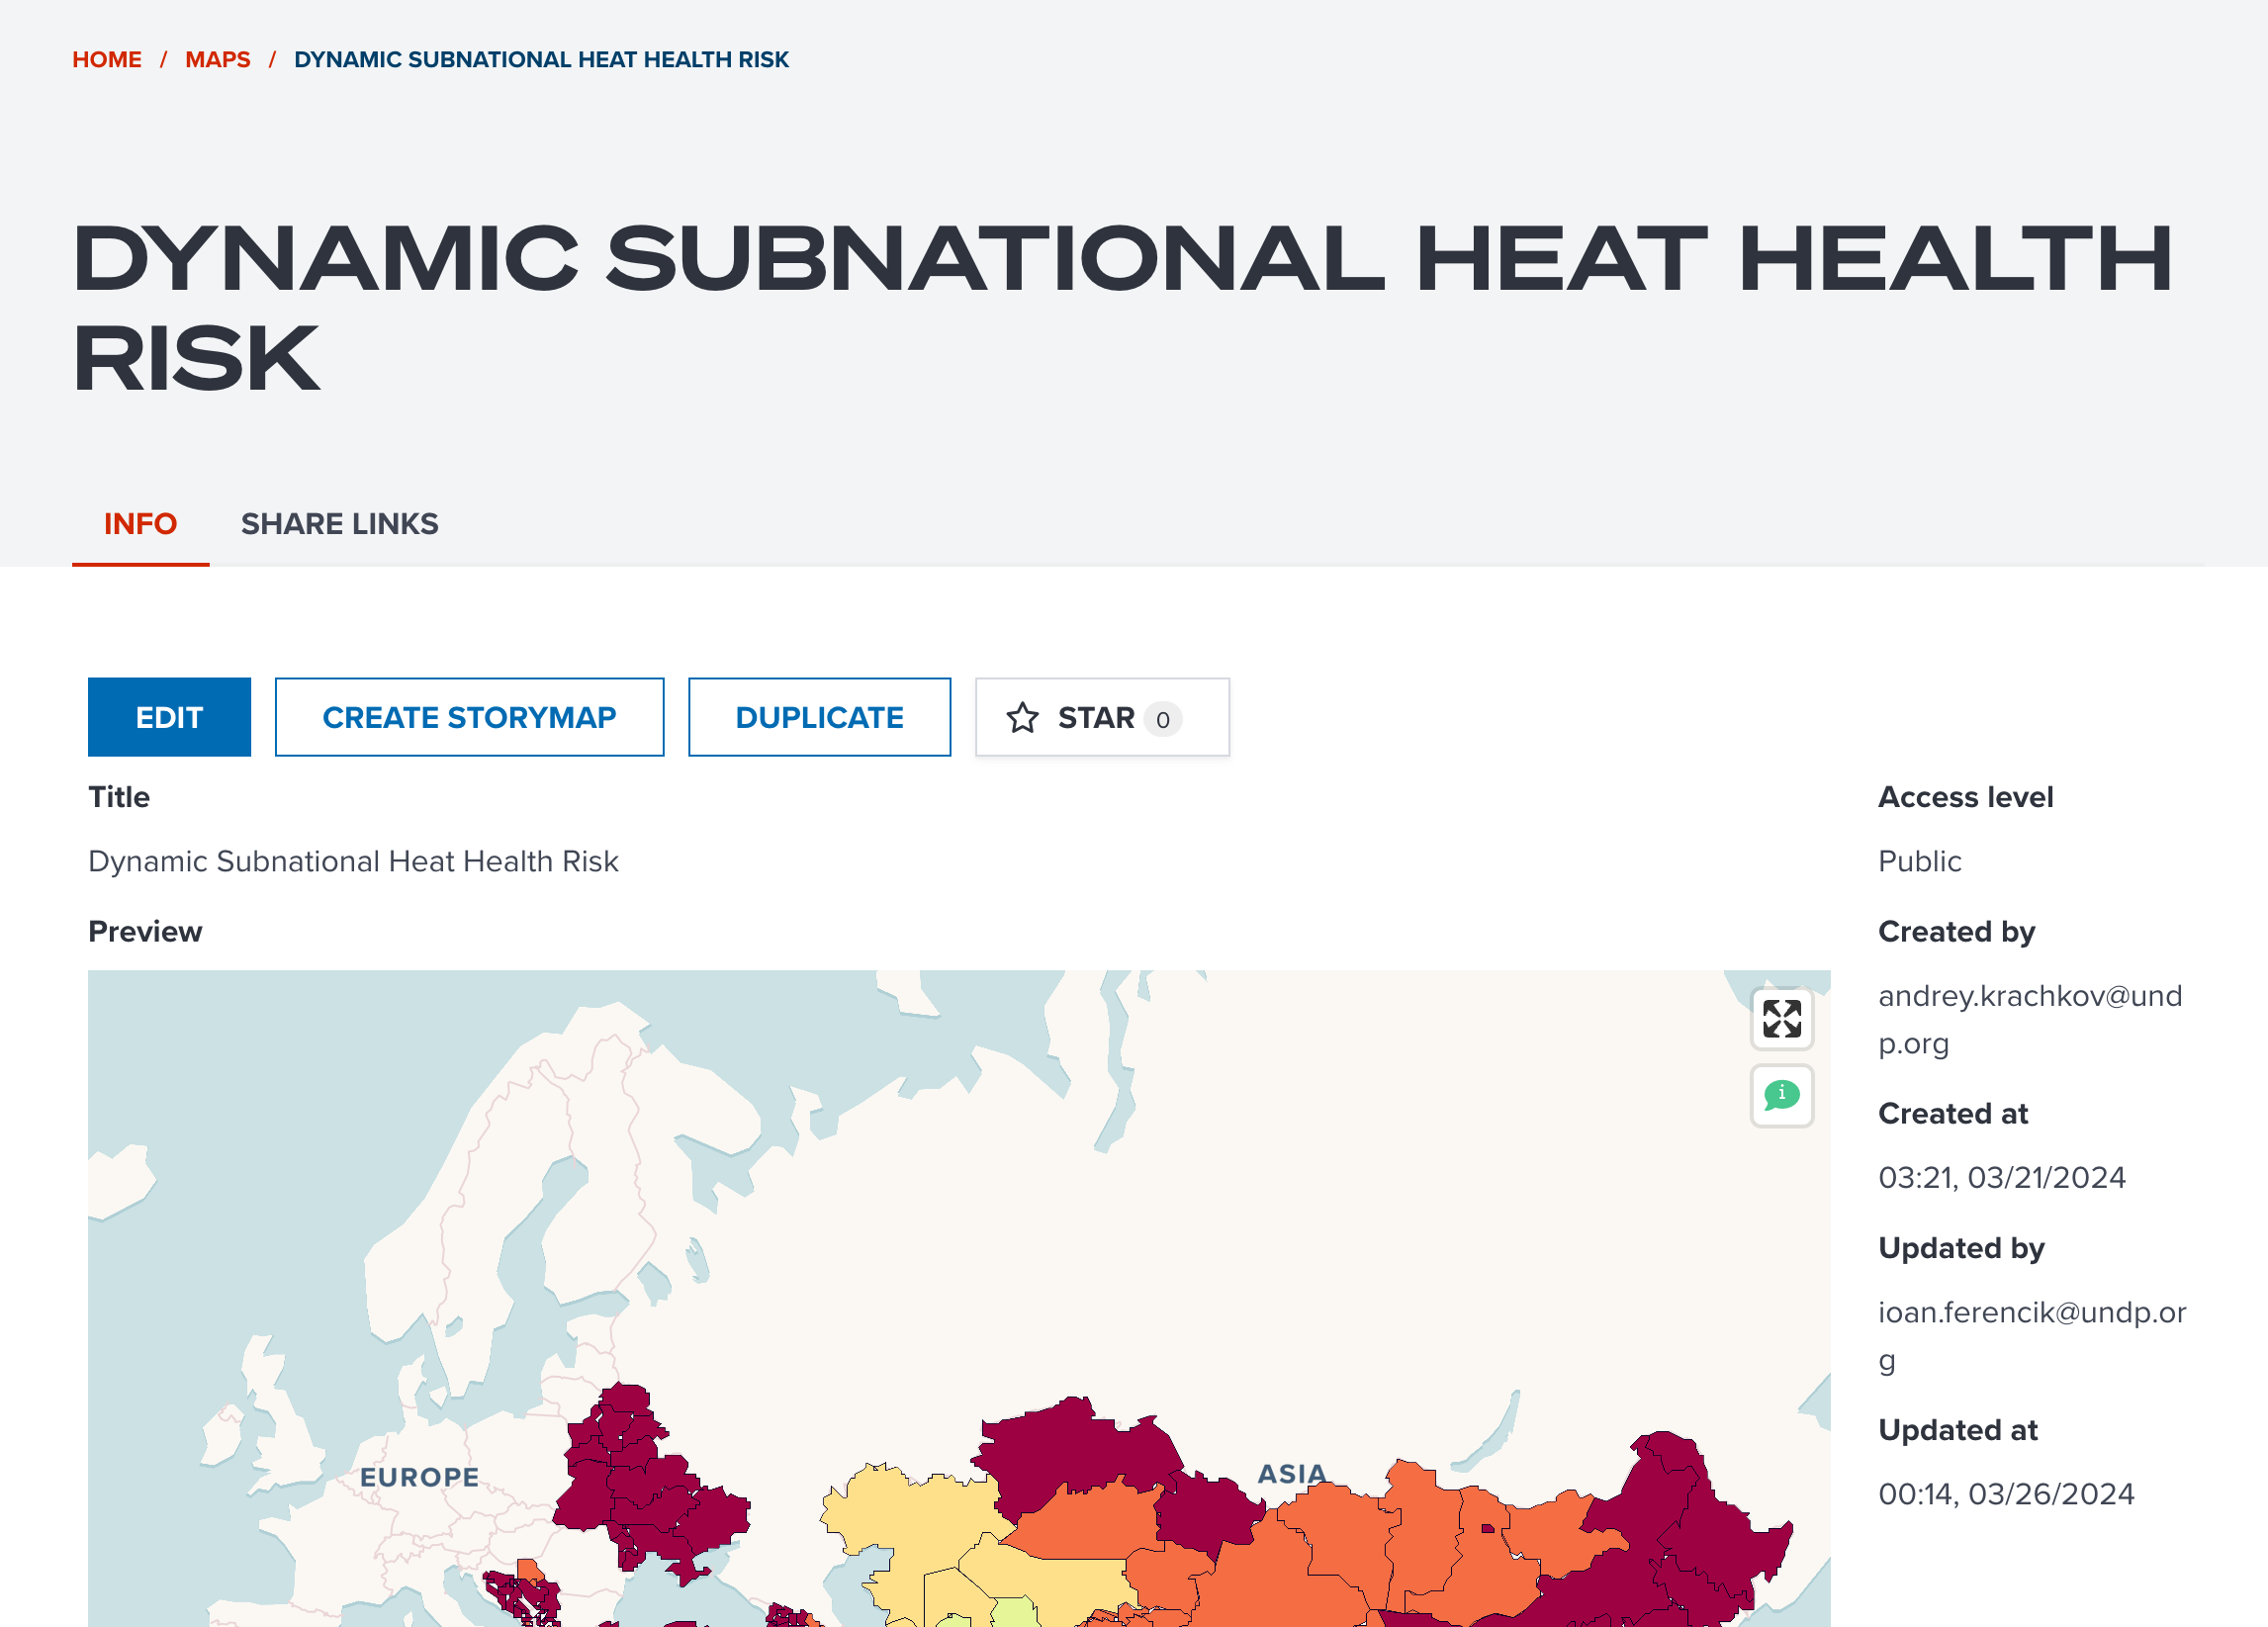 HOME / MAPS / DYNAMIC SUBNATIONAL HEAT HEALTH RISK
DYNAMIC SUBNATIONAL HEAT HEALTH
RISK
INFO
SHARE LINKS
EDIT
CREATE STORYMAP
DUPLICATE
STAR 0
Title
Dynamic Subnational Heat Health Risk
Preview
EUROPE
ASIA
Access level
Public
Created by
andrey.krachkov@und
p.org
Created at
03:21, 03/21/2024
Updated by
ioan.ferencik@undp.or
g
Updated at
00:14, 03/26/2024